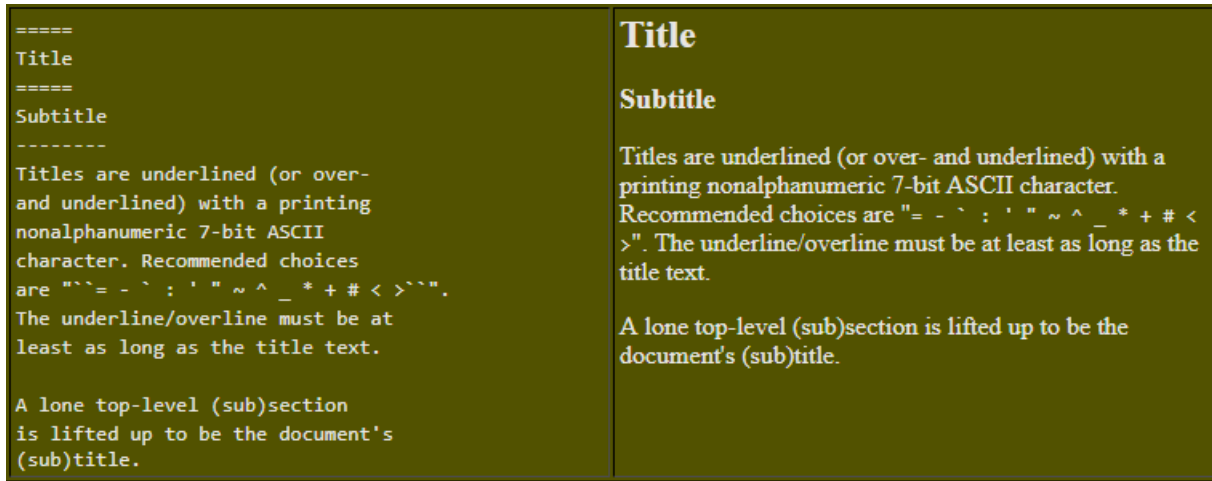 =====
Title
=====
Subtitle
--------
Titles are underlined (or over-
and underlined) with a printing
nonalphanumeric 7-bit ASCII
character. Recommended choices
are "``= - ` : ' " ~ ^ _ * + # < >``".
The underline/overline must be at
least as long as the title text.

A lone top-level (sub)section
is lifted up to be the document's
(sub)title.

Title
Subtitle
Titles are underlined (or over- and underlined) with a
printing nonalphanumeric 7-bit ASCII character.
Recommended choices are "= - ` : ' " ~ ^ _ * + # <
>". The underline/overline must be at least as long as the
title text.

A lone top-level (sub)section is lifted up to be the
document's (sub)title.